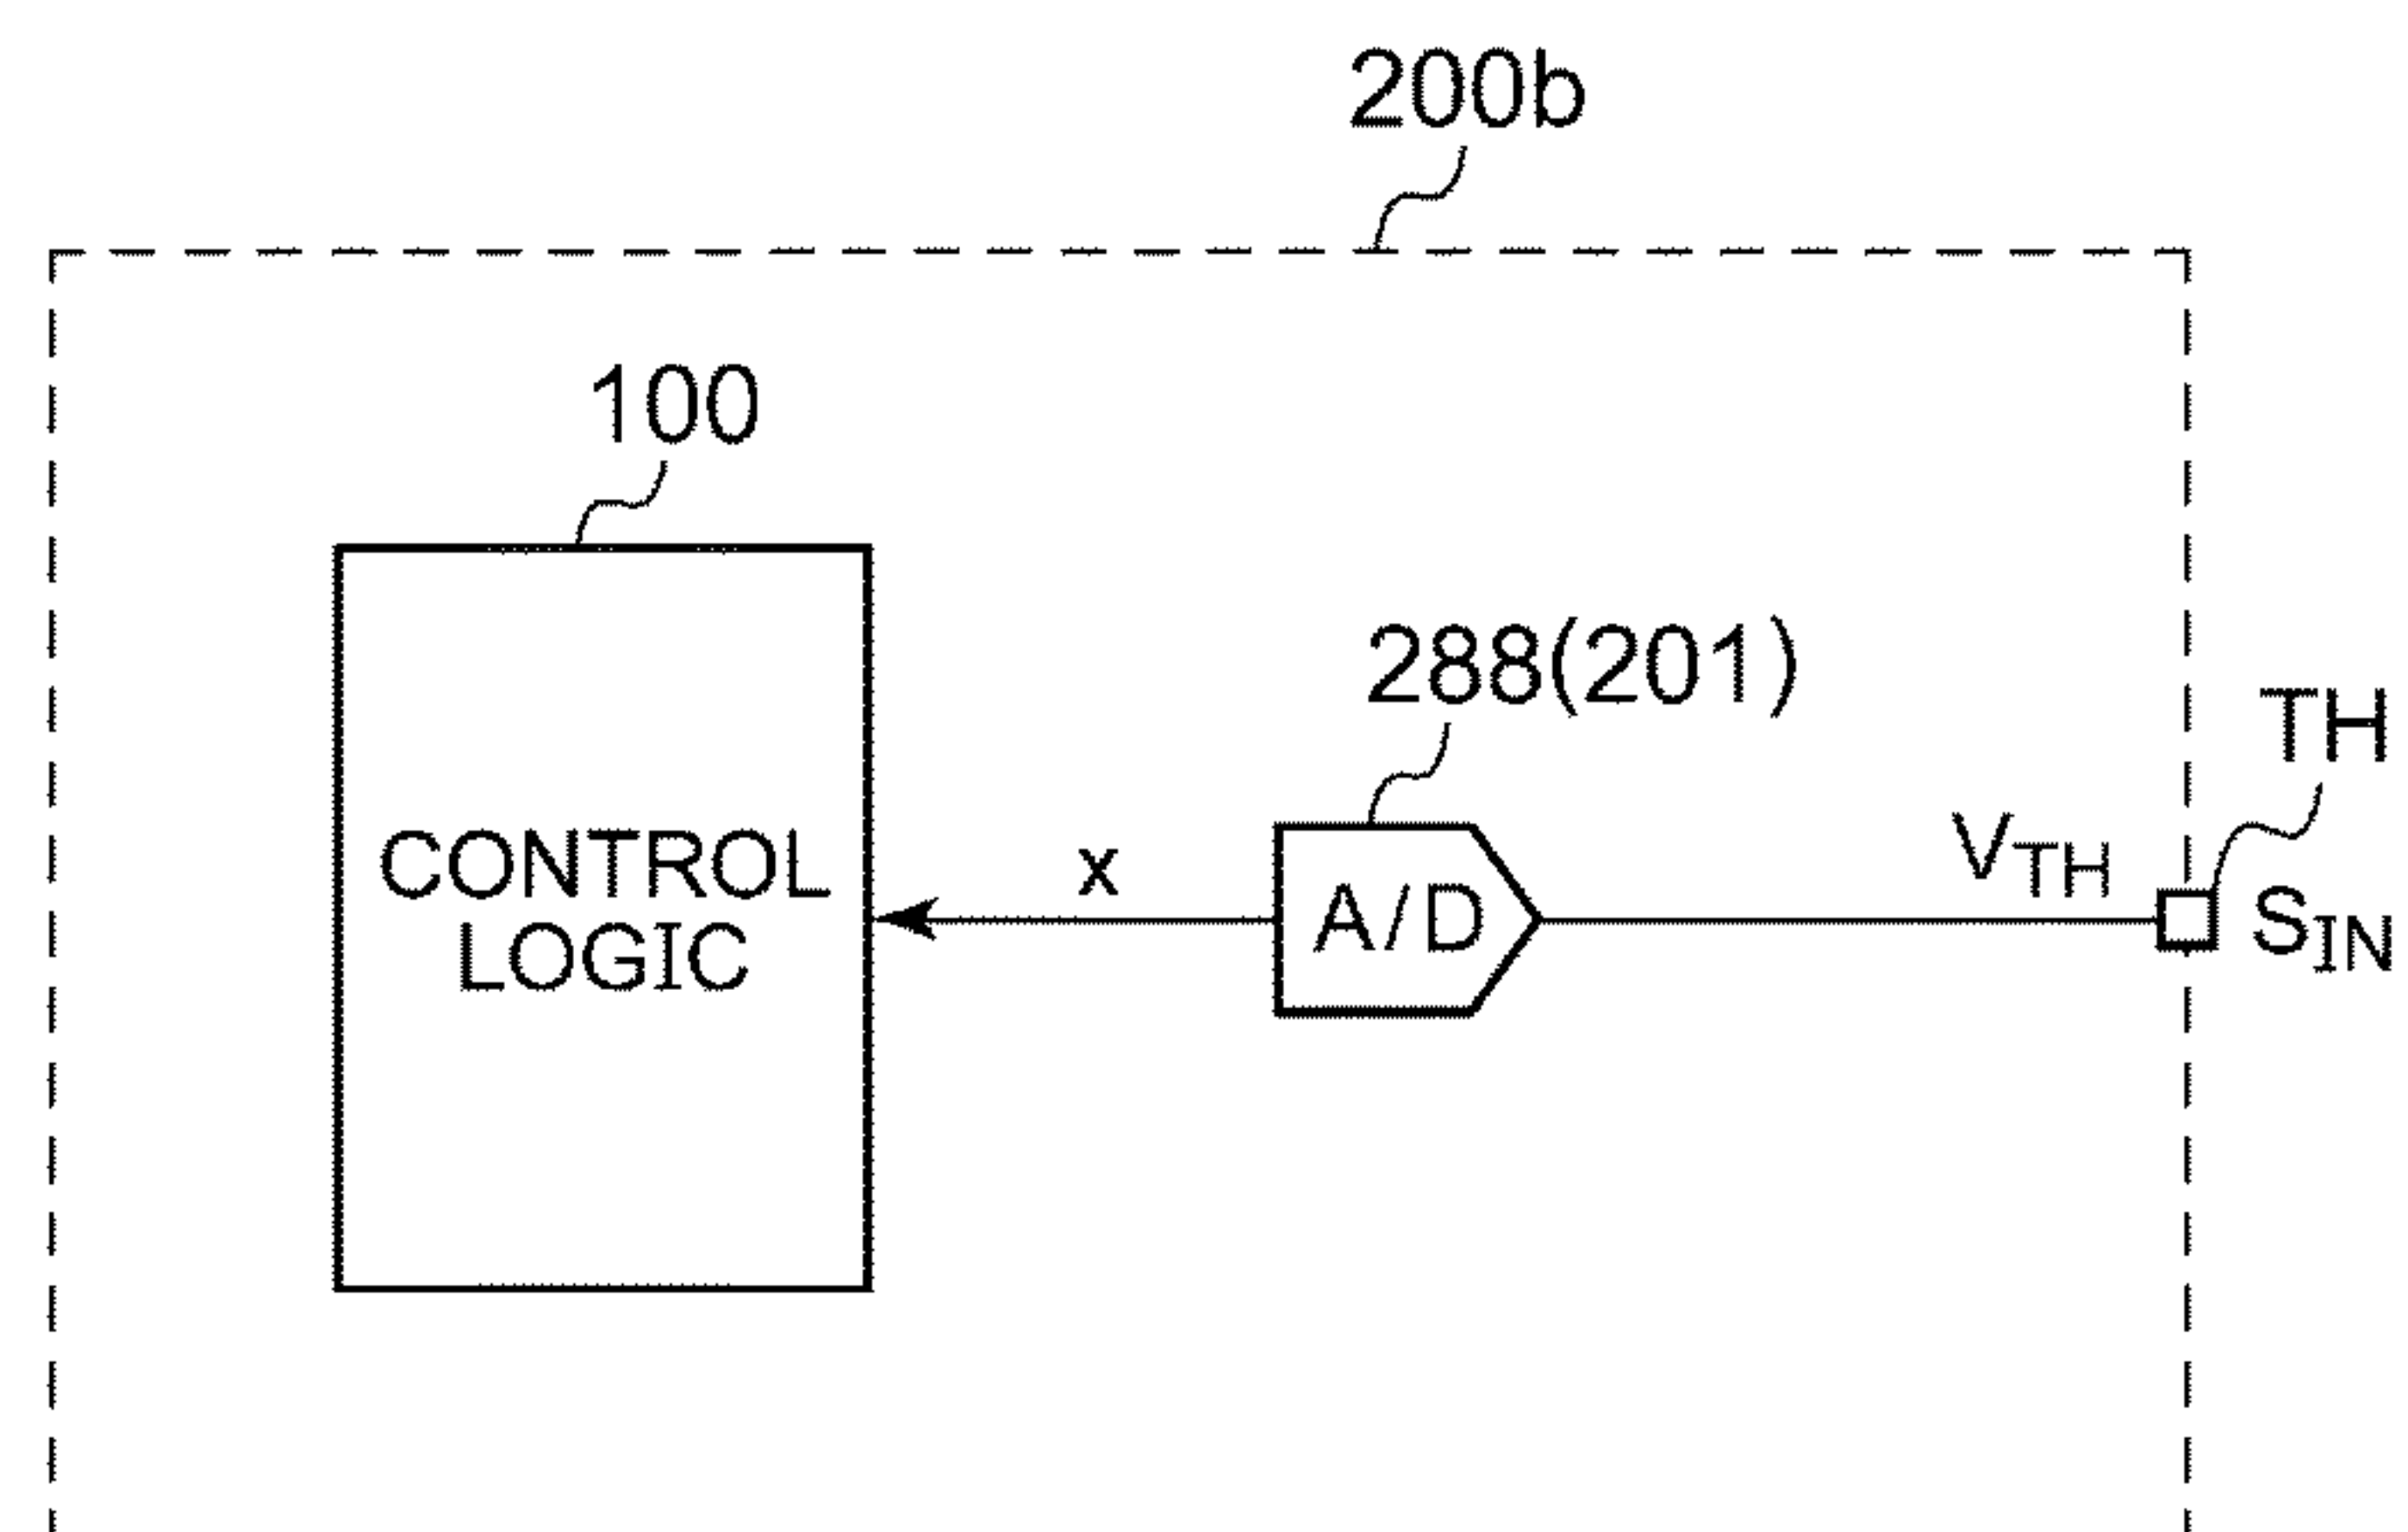 200b
100
288(201)
TH
CONTROL
LOGIC
x
A/D
VTH
SIN